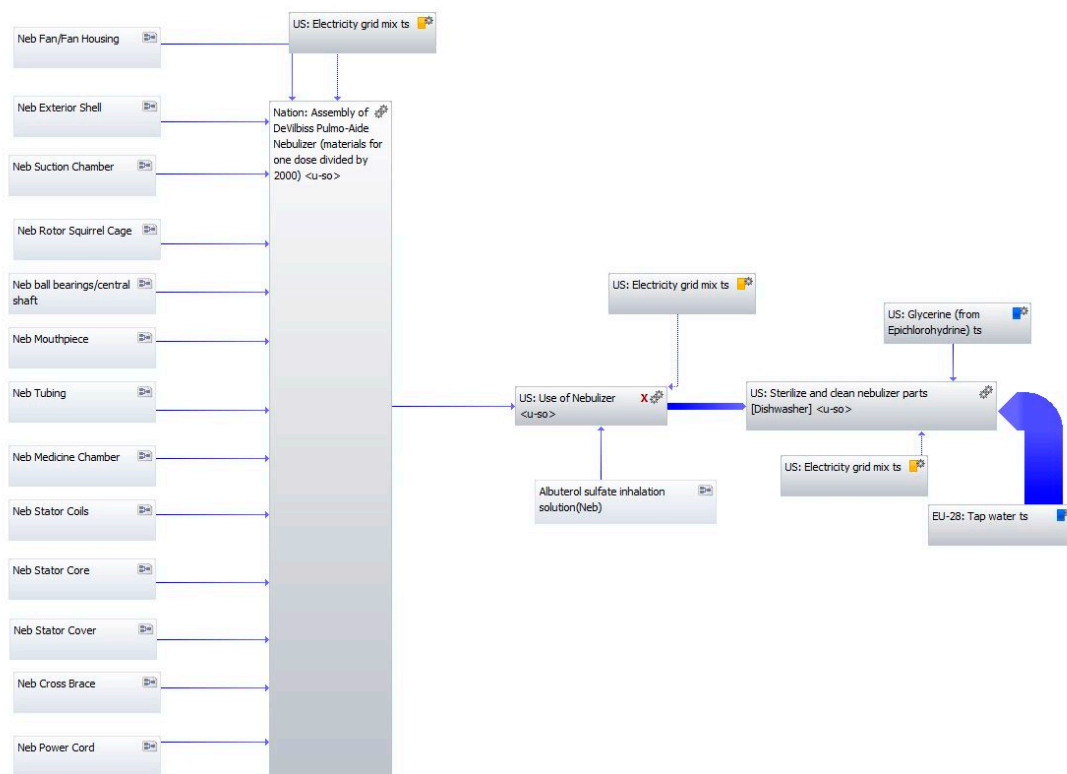 US: Electricity grid mix ts
Neb Fan/Fan Housing
Neb Exterior Shell
Nation: Assembly of
DeVilbiss Pulmo-Aide
Nebulizer (materials for
one dose divided by
2000) <u-so>
Neb Suction Chamber
Neb Rotor Squirrel Cage
Neb ball bearings/central
shaft
Neb Mouthpiece
Neb Tubing
Neb Medicine Chamber
Neb Stator Coils
Neb Stator Core
Neb Stator Cover
Neb Cross Brace
Neb Power Cord
US: Electricity grid mix ts
US: Use of Nebulizer X
<u-so>
Albuterol sulfate inhalation
solution(Neb)
US: Glycerine (from
Epichlorohydrine) ts
US: Sterilize and clean nebulizer parts
[Dishwasher] <u-so>
US: Electricity grid mix ts
EU-28: Tap water ts